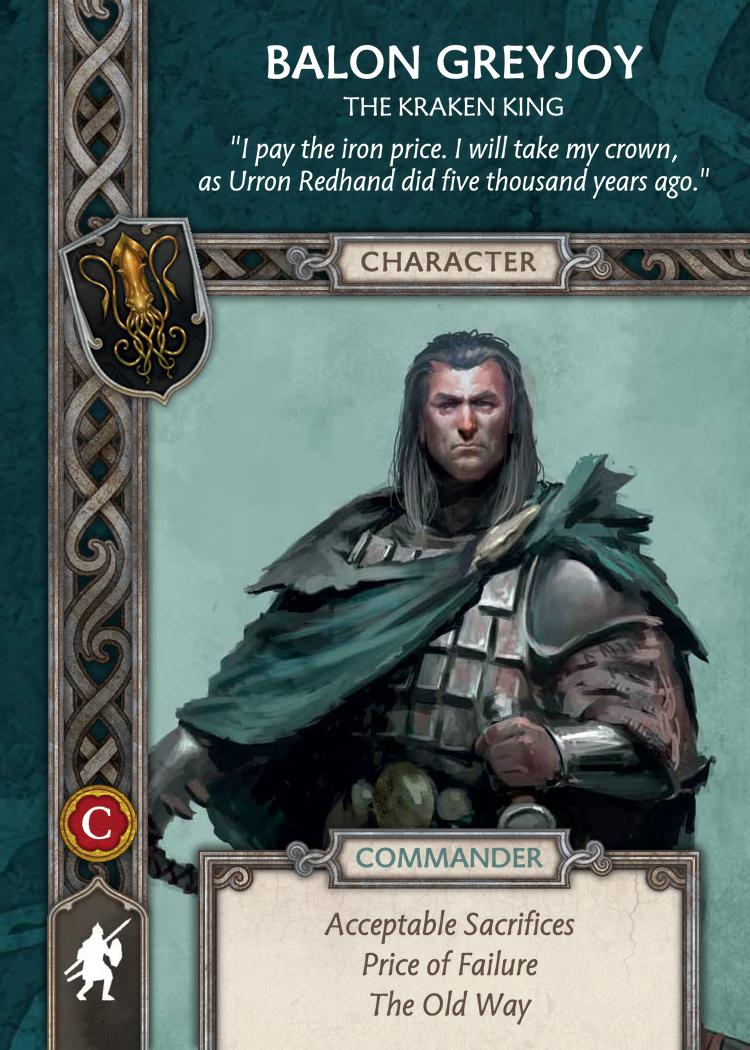 BALON GREYJOY
THE KRAKEN KING
"I pay the iron price. I will take my crown,
as Urron Redhand did five thousand years ago."
CHARACTER
C
COMMANDER
Acceptable Sacrifices
Price of Failure
The Old Way